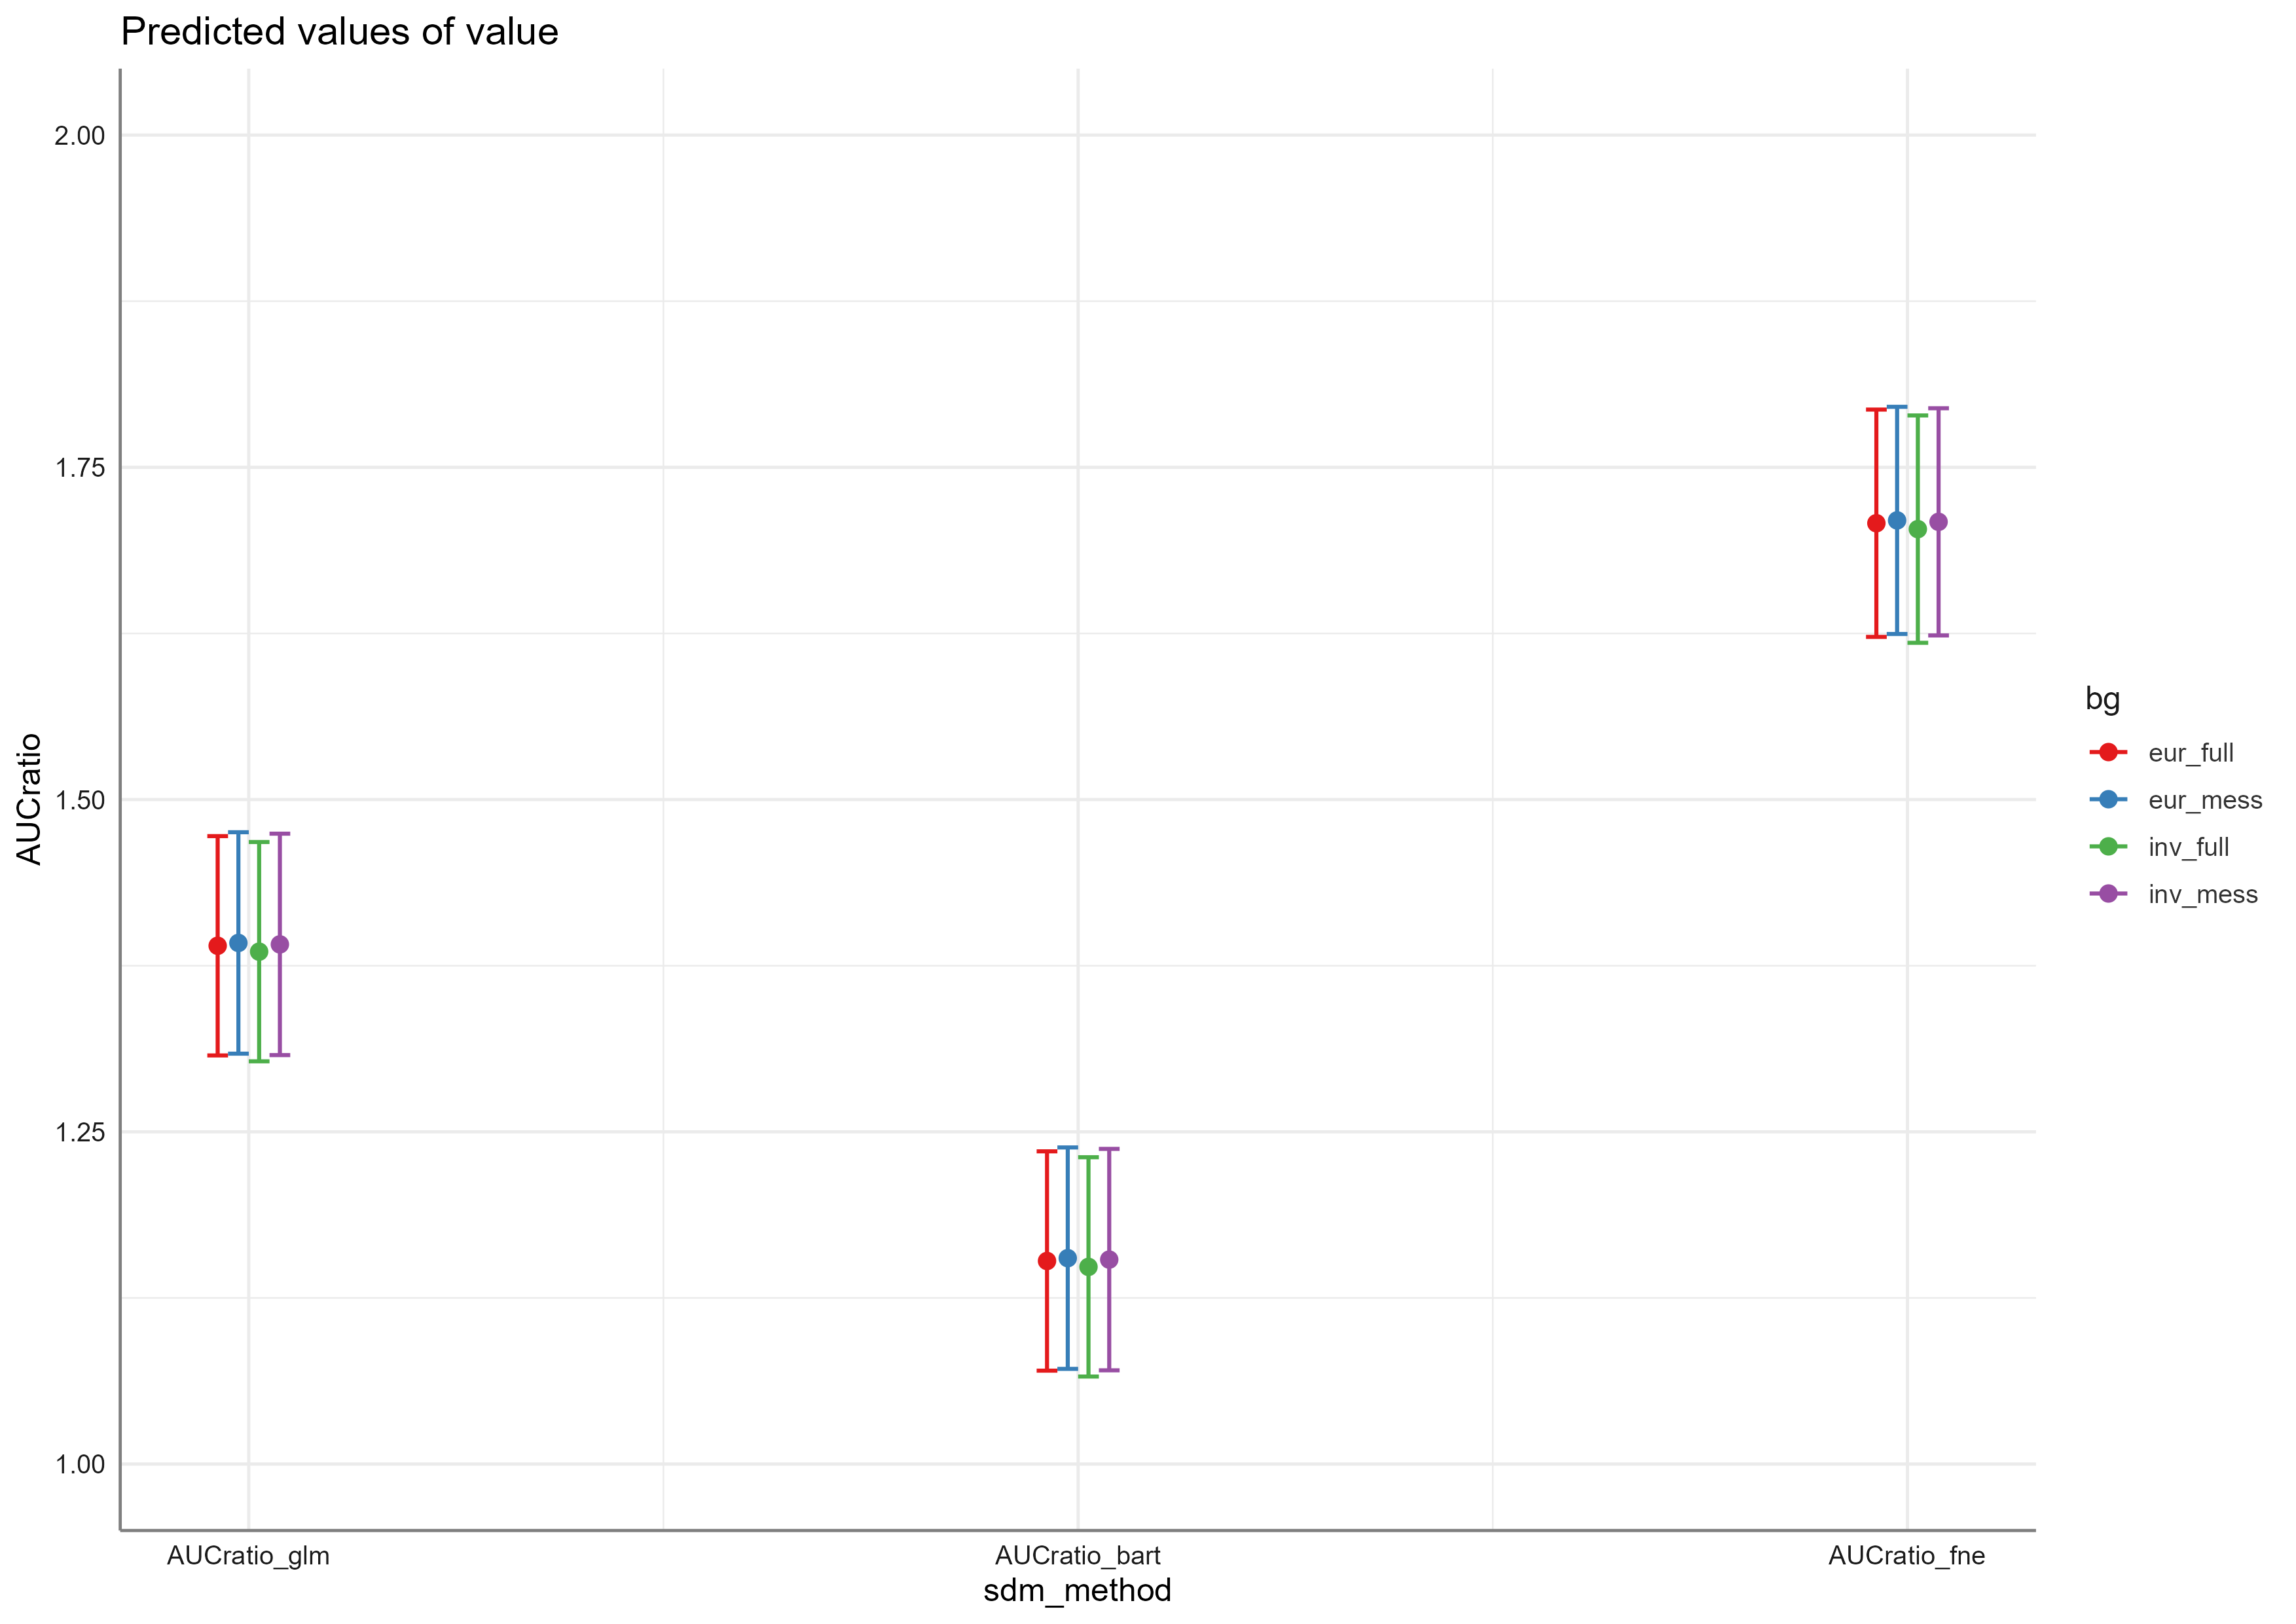 Predicted values of value
2.00
1.75
1.50
1.25
1.00
AUCratio
AUCratio_glm
AUCratio_bart
AUCratio_fne
sdm_method
bg
eur_full
eur_mess
inv_full
inv_mess